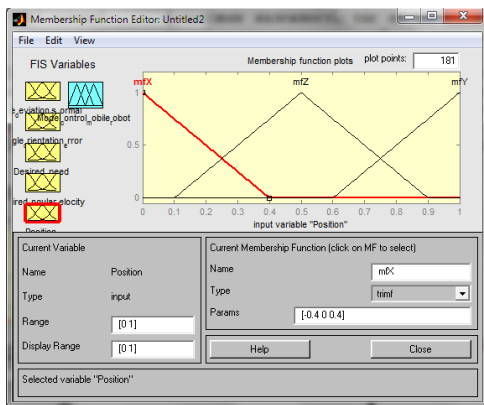 Membership Function Editor: Untitled2
File Edit View
FIS Variables
Membership function plots plot points: 181
mfX mfZ mfY
1
0.5
0
0 0.1 0.2 0.3 0.4 0.5 0.6 0.7 0.8 0.9 1
input variable "Position"
Position
Current Variable
Name Position
Type input
Range [0 1]
Display Range [0 1]
Current Membership Function (click on MF to select)
Name mfX
Type trimf
Params [-0.4 0 0.4]
Help Close
Selected variable "Position"